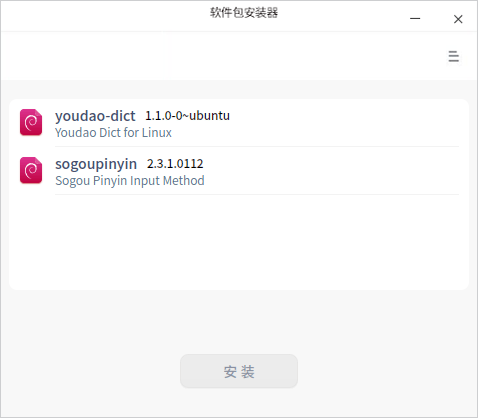 软件包安装器
youdao-dict 1.1.0-0~ubuntu
Youdao Dict for Linux
sogoupinyin 2.3.1.0112
Sogou Pinyin Input Method
安 装